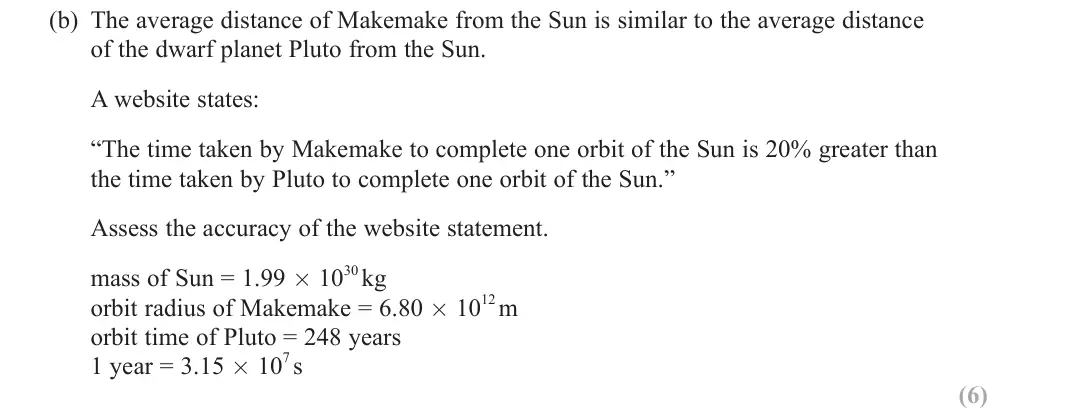 (b) The average distance of Makemake from the Sun is similar to the average distance
of the dwarf planet Pluto from the Sun.
A website states:
“The time taken by Makemake to complete one orbit of the Sun is 20% greater than
the time taken by Pluto to complete one orbit of the Sun.”
Assess the accuracy of the website statement.
mass of Sun = 1.99 × 10³⁰ kg
orbit radius of Makemake = 6.80 × 10¹² m
orbit time of Pluto = 248 years
1 year = 3.15 × 10⁷ s
(6)